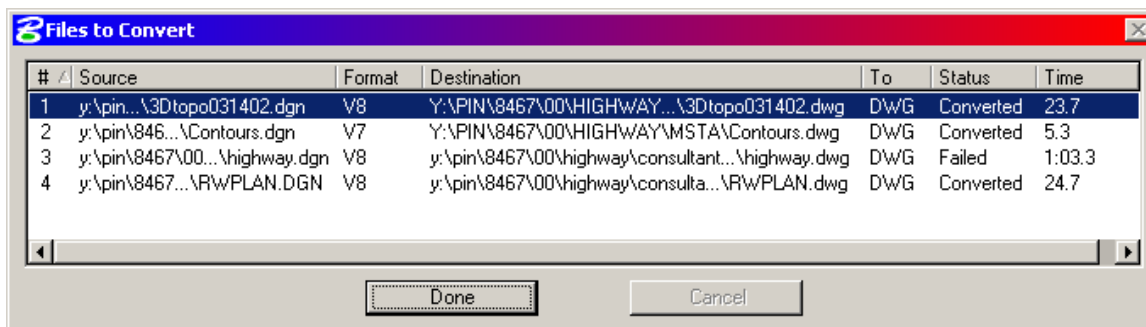 Files to Convert
# Source Format Destination To Status Time
1 y:\pin...\3Dtopo031402.dgn V8 Y:\PIN\8467\00\HIGHWAY...\3Dtopo031402.dwg DWG Converted 23.7
2 y:\pin\846...\Contours.dgn V7 Y:\PIN\8467\00\HIGHWAY\MSTA\Contours.dwg DWG Converted 5.3
3 y:\pin\8467\00...\highway.dgn V8 y:\pin\8467\00\highway\consultant...\highway.dwg DWG Failed 1:03.3
4 y:\pin\8467...\RWPLAN.DGN V8 y:\pin\8467\00\highway\consulta...\RWPLAN.dwg DWG Converted 24.7
Done Cancel